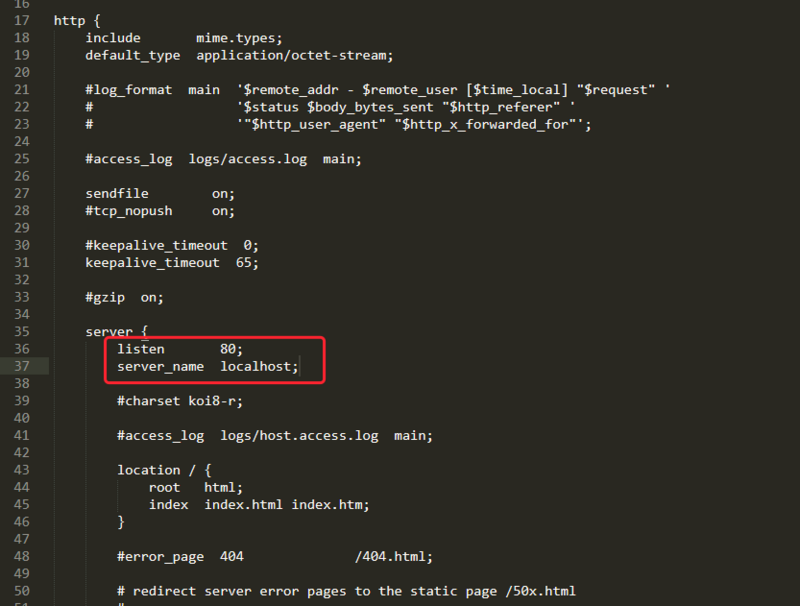 16
17 http {
18     include       mime.types;
19     default_type  application/octet-stream;
20
21     #log_format  main  '$remote_addr - $remote_user [$time_local] "$request" '
22     #                  '$status $body_bytes_sent "$http_referer" '
23     #                  '"$http_user_agent" "$http_x_forwarded_for"';
24
25     #access_log  logs/access.log  main;
26
27     sendfile        on;
28     #tcp_nopush     on;
29
30     #keepalive_timeout  0;
31     keepalive_timeout  65;
32
33     #gzip  on;
34
35     server {
36         listen       80;
37         server_name  localhost;
38
39         #charset koi8-r;
40
41         #access_log  logs/host.access.log  main;
42
43         location / {
44             root   html;
45             index  index.html index.htm;
46         }
47
48         #error_page  404              /404.html;
49
50         # redirect server error pages to the static page /50x.html
51         #